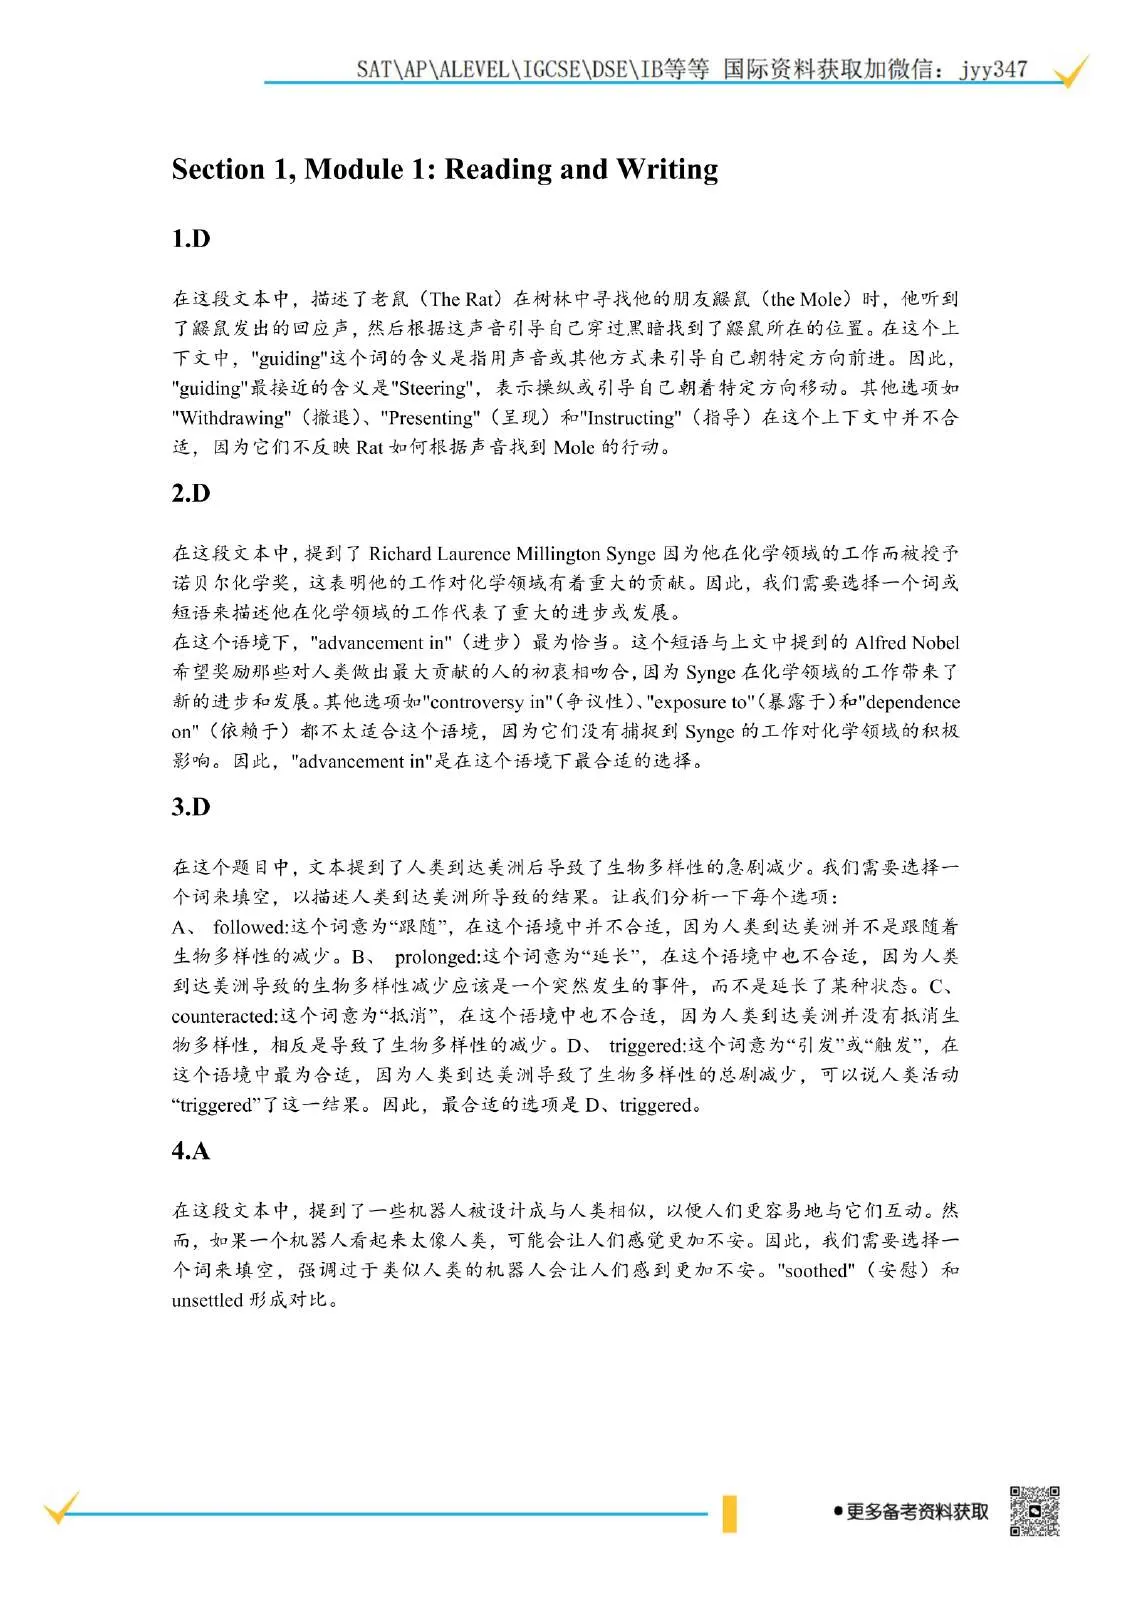 SAT\AP\ALEVEL\IGCSE\DSE\IB等等 国际资料获取加微信：jyy347
Section 1, Module 1: Reading and Writing
1.D
在这段文本中，描述了老鼠（The Rat）在树林中寻找他的朋友鼹鼠（the Mole）时，他听到
了鼹鼠发出的回应声，然后根据这声音引导自己穿过黑暗找到了鼹鼠所在的位置。在这个上
下文中，"guiding"这个词的含义是指用声音或其他方式来引导自己朝特定方向前进。因此，
"guiding"最接近的含义是"Steering"，表示操纵或引导自己朝着特定方向移动。其他选项如
"Withdrawing"（撤退）、"Presenting"（呈现）和"Instructing"（指导）在这个上下文中并不合
适，因为它们不反映 Rat 如何根据声音找到 Mole 的行动。
2.D
在这段文本中，提到了 Richard Laurence Millington Synge 因为他在化学领域的工作而被授予
诺贝尔化学奖，这表明他的工作对化学领域有着重大的贡献。因此，我们需要选择一个词或
短语来描述他在化学领域的工作代表了重大的进步或发展。
在这个语境下，"advancement in"（进步）最为恰当。这个短语与上文中提到的 Alfred Nobel
希望奖励那些对人类做出最大贡献的人的初衷相吻合，因为 Synge 在化学领域的工作带来了
新的进步和发展。其他选项如"controversy in"（争议性）、"exposure to"（暴露于）和"dependence
on"（依赖于）都不太适合这个语境，因为它们没有捕捉到 Synge 的工作对化学领域的积极
影响。因此，"advancement in"是在这个语境下最合适的选择。
3.D
在这个题目中，文本提到了人类到达美洲后导致了生物多样性的急剧减少。我们需要选择一
个词来填空，以描述人类到达美洲所导致的结果。让我们分析一下每个选项：
A、 followed:这个词意为“跟随”，在这个语境中并不合适，因为人类到达美洲并不是跟随着
生物多样性的减少。B、 prolonged:这个词意为“延长”，在这个语境中也不合适，因为人类
到达美洲导致的生物多样性减少应该是一个突然发生的事件，而不是延长了某种状态。C、
counteracted:这个词意为“抵消”，在这个语境中也不合适，因为人类到达美洲并没有抵消生
物多样性，相反是导致了生物多样性的减少。D、 triggered:这个词意为“引发”或“触发”，在
这个语境中最为合适，因为人类到达美洲导致了生物多样性的总剧减少，可以说人类活动
“triggered”了这一结果。因此，最合适的选项是 D、triggered。
4.A
在这段文本中，提到了一些机器人被设计成与人类相似，以便人们更容易地与它们互动。然
而，如果一个机器人看起来太像人类，可能会让人们感觉更加不安。因此，我们需要选择一
个词来填空，强调过于类似人类的机器人会让人们感到更加不安。"soothed"（安慰）和
unsettled 形成对比。
•更多备考资料获取